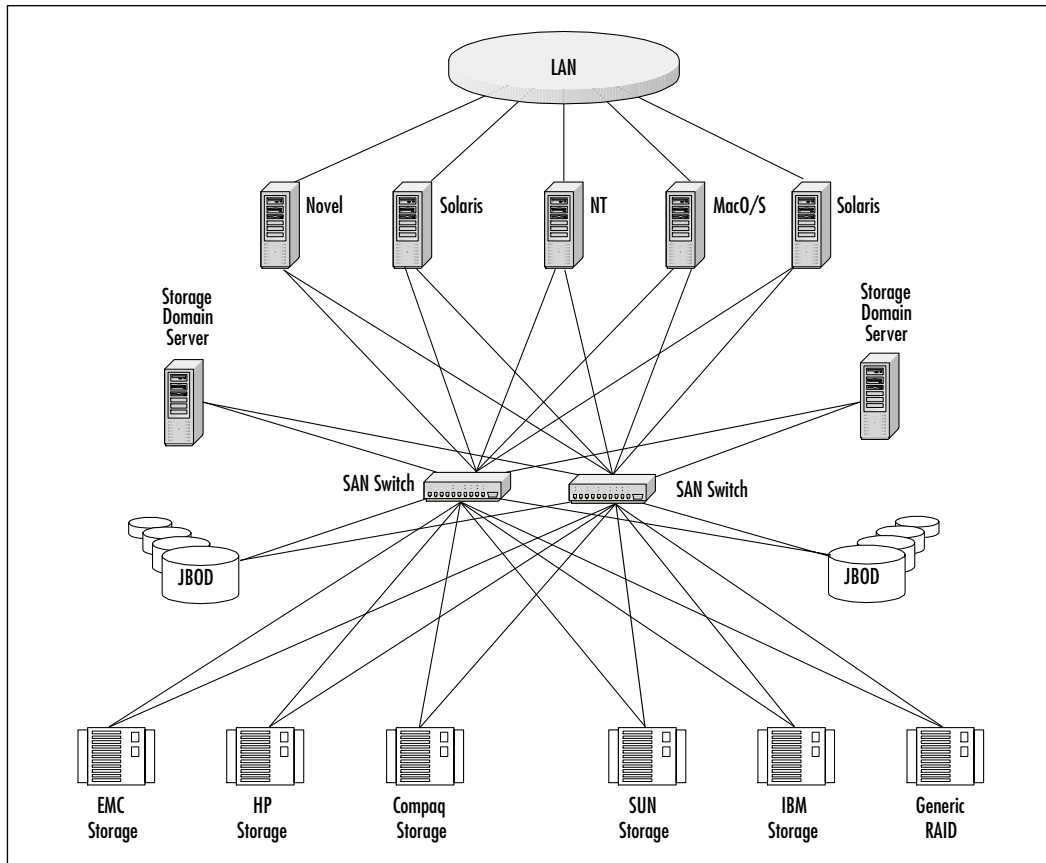 LAN
Novel
Solaris
NT
MacO/S
Solaris
Storage
Domain
Server
Storage
Domain
Server
SAN Switch
SAN Switch
JBOD
JBOD
EMC
Storage
HP
Storage
Compaq
Storage
SUN
Storage
IBM
Storage
Generic
RAID